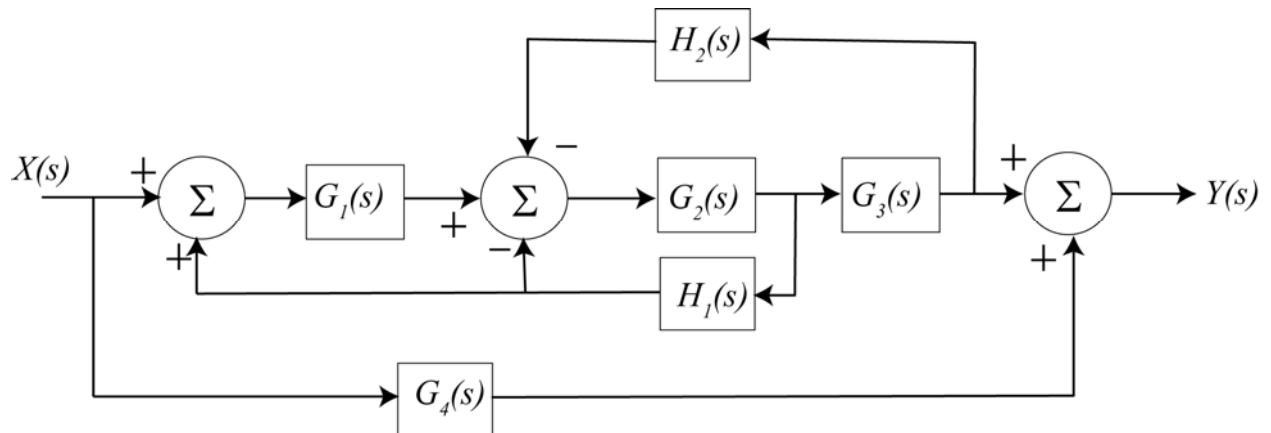 H₂(s)
X(s)
+
Σ
G₁(s)
+
−
Σ
−
G₂(s)
G₃(s)
+
Σ
Y(s)
+
+
H₁(s)
G₄(s)